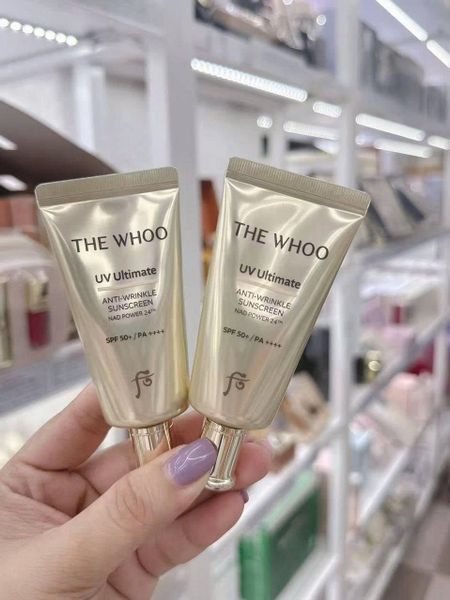 THE WHOO
UV Ultimate
ANTI-WRINKLE
SUNSCREEN
NAD POWER 24™
SPF 50+ / PA ++++
THE WHOO
UV Ultimate
ANTI-WRINKLE
SUNSCREEN
NAD POWER 24™
SPF 50+ / PA ++++